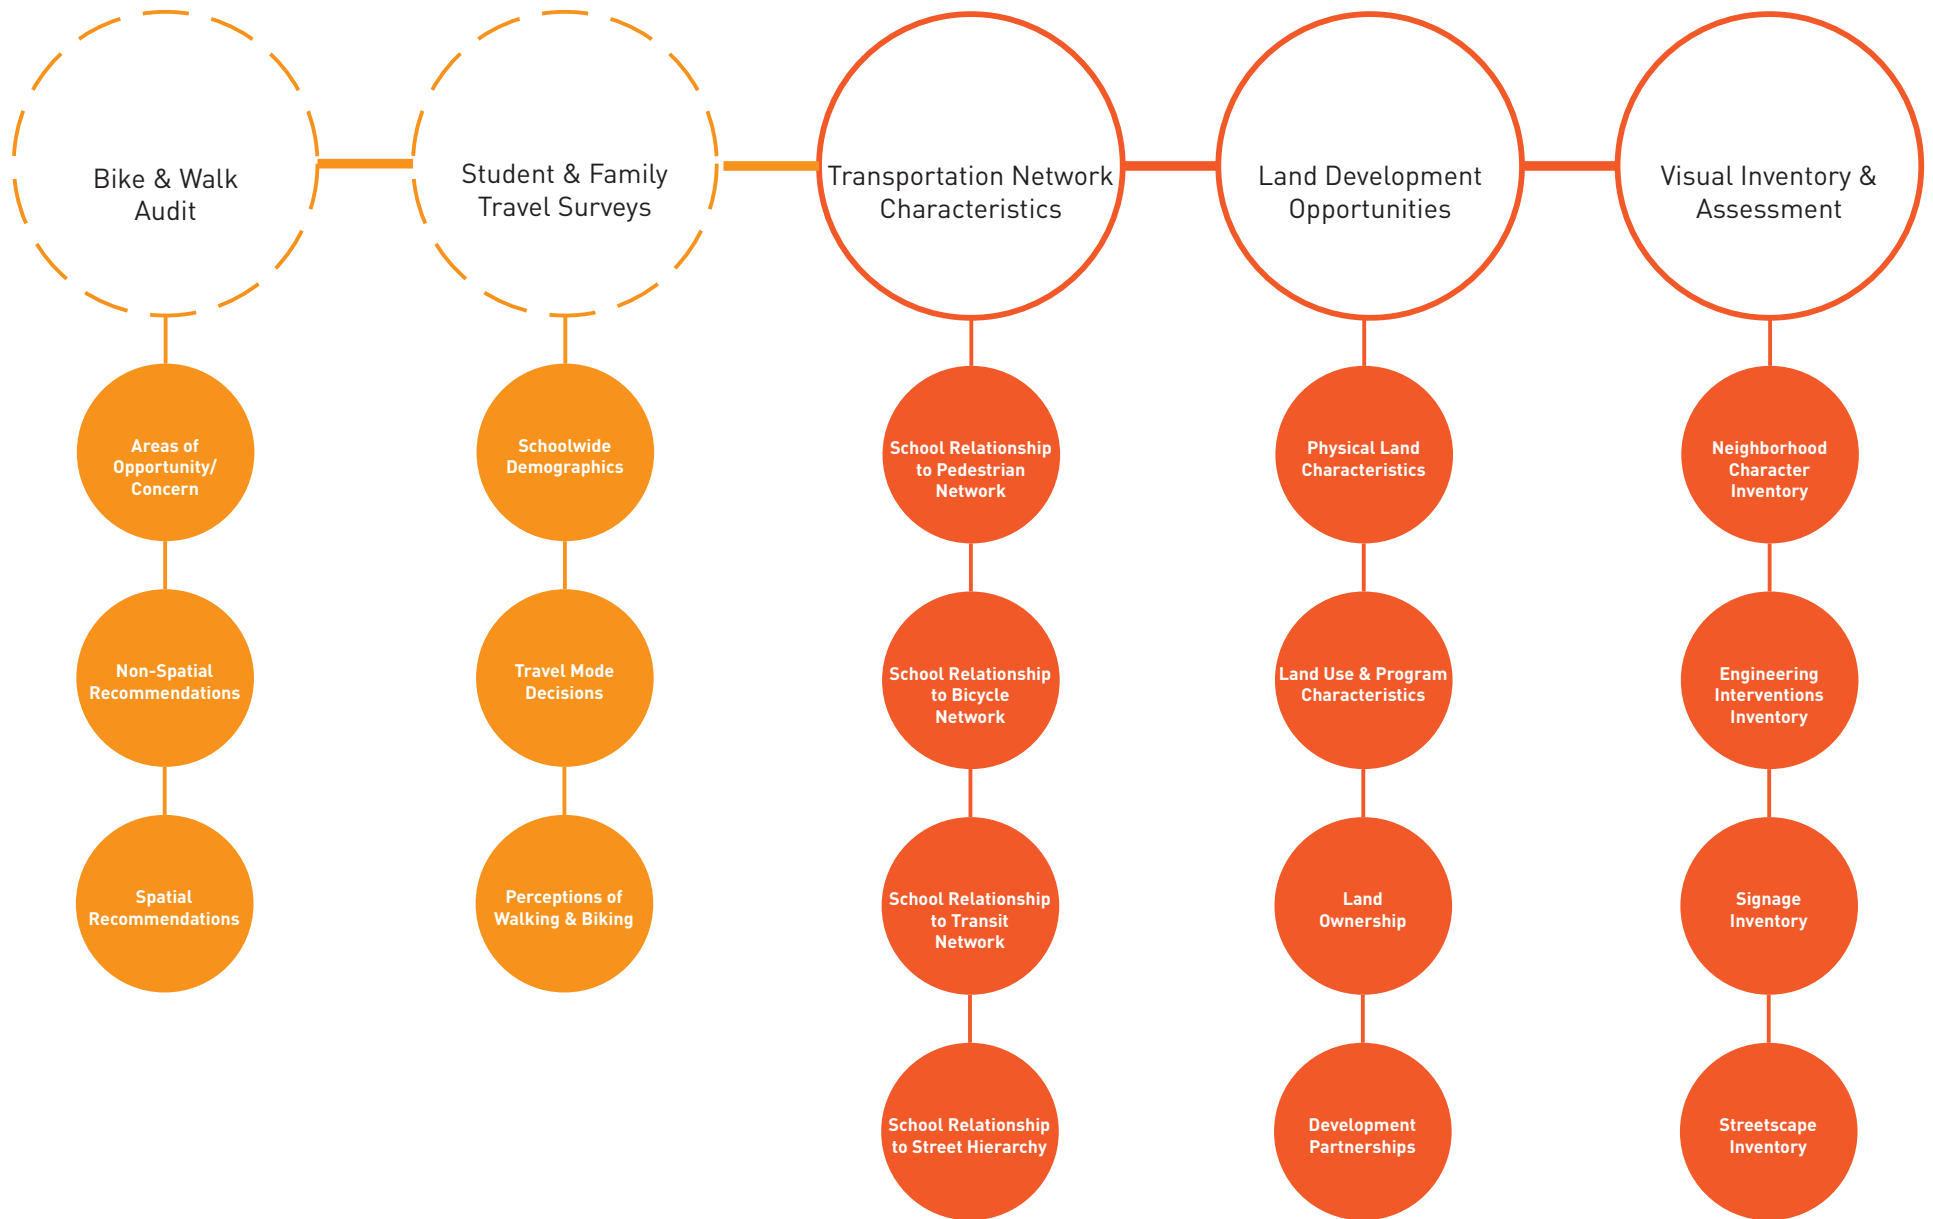 Bike & Walk
Audit
Student & Family
Travel Surveys
Transportation Network
Characteristics
Land Development
Opportunities
Visual Inventory &
Assessment
Areas of
Opportunity/
Concern
Schoolwide
Demographics
School Relationship
to Pedestrian
Network
Physical Land
Characteristics
Neighborhood
Character
Inventory
Non-Spatial
Recommendations
Travel Mode
Decisions
School Relationship
to Bicycle
Network
Land Use & Program
Characteristics
Engineering
Interventions
Inventory
Spatial
Recommendations
Perceptions of
Walking & Biking
School Relationship
to Transit
Network
Land
Ownership
Signage
Inventory
School Relationship
to Street Hierarchy
Development
Partnerships
Streetscape
Inventory